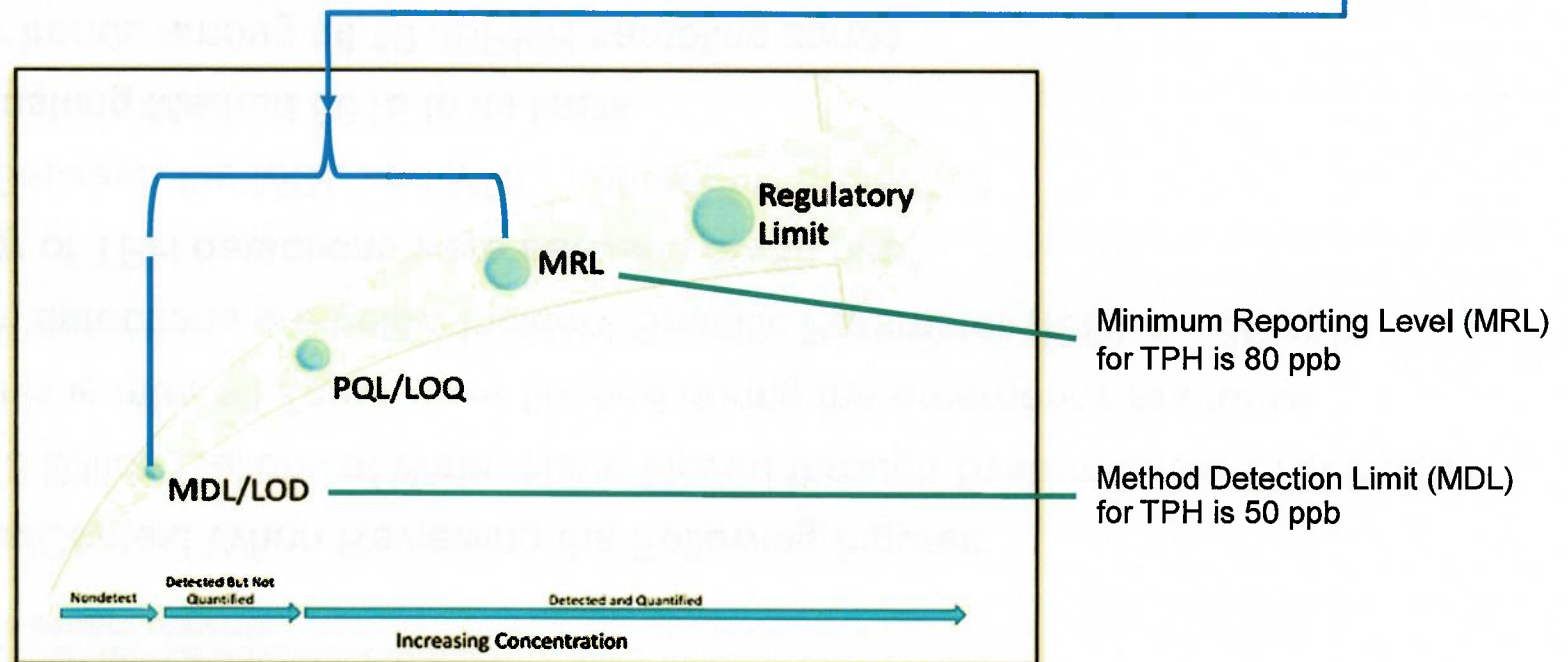 Regulatory
Limit
MRL
PQL/LOQ
MDL/LOD
Minimum Reporting Level (MRL)
for TPH is 80 ppb
Method Detection Limit (MDL)
for TPH is 50 ppb
Nondetect
Detected But Not
Quantified
Detected and Quantified
Increasing Concentration